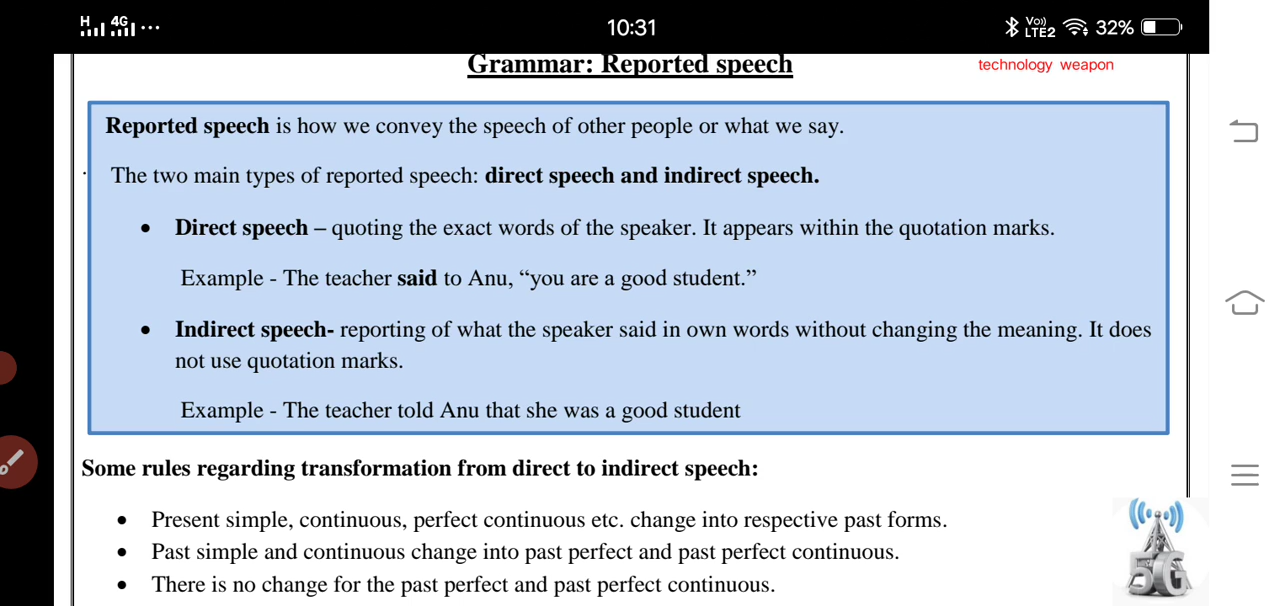 H 4G ... 10:31 Vo)) LTE2 32%
Grammar: Reported speech
technology weapon
Reported speech is how we convey the speech of other people or what we say.
The two main types of reported speech: direct speech and indirect speech.
• Direct speech – quoting the exact words of the speaker. It appears within the quotation marks.
Example - The teacher said to Anu, “you are a good student.”
• Indirect speech- reporting of what the speaker said in own words without changing the meaning. It does
not use quotation marks.
Example - The teacher told Anu that she was a good student
Some rules regarding transformation from direct to indirect speech:
• Present simple, continuous, perfect continuous etc. change into respective past forms.
• Past simple and continuous change into past perfect and past perfect continuous.
• There is no change for the past perfect and past perfect continuous.
5G